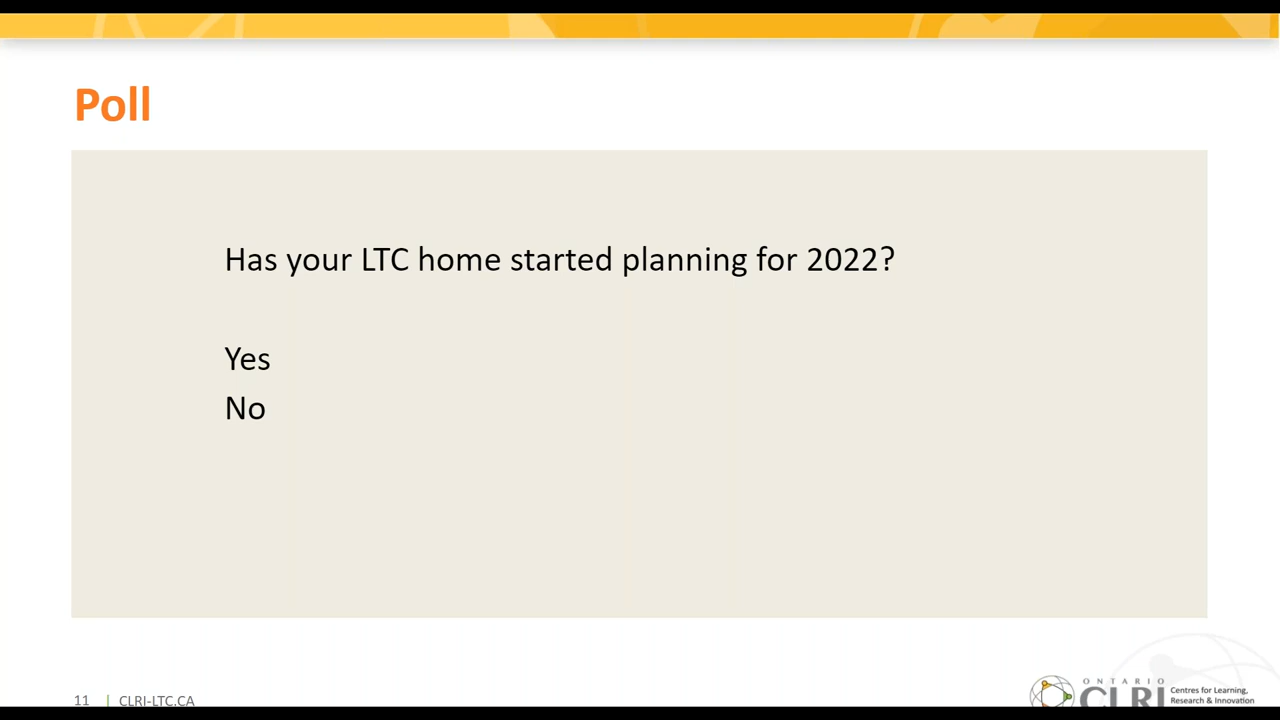 Poll
Has your LTC home started planning for 2022?
Yes
No
11 | CLRI-LTC.CA
ONTARIO
CLRI
Centres for Learning,
Research & Innovation